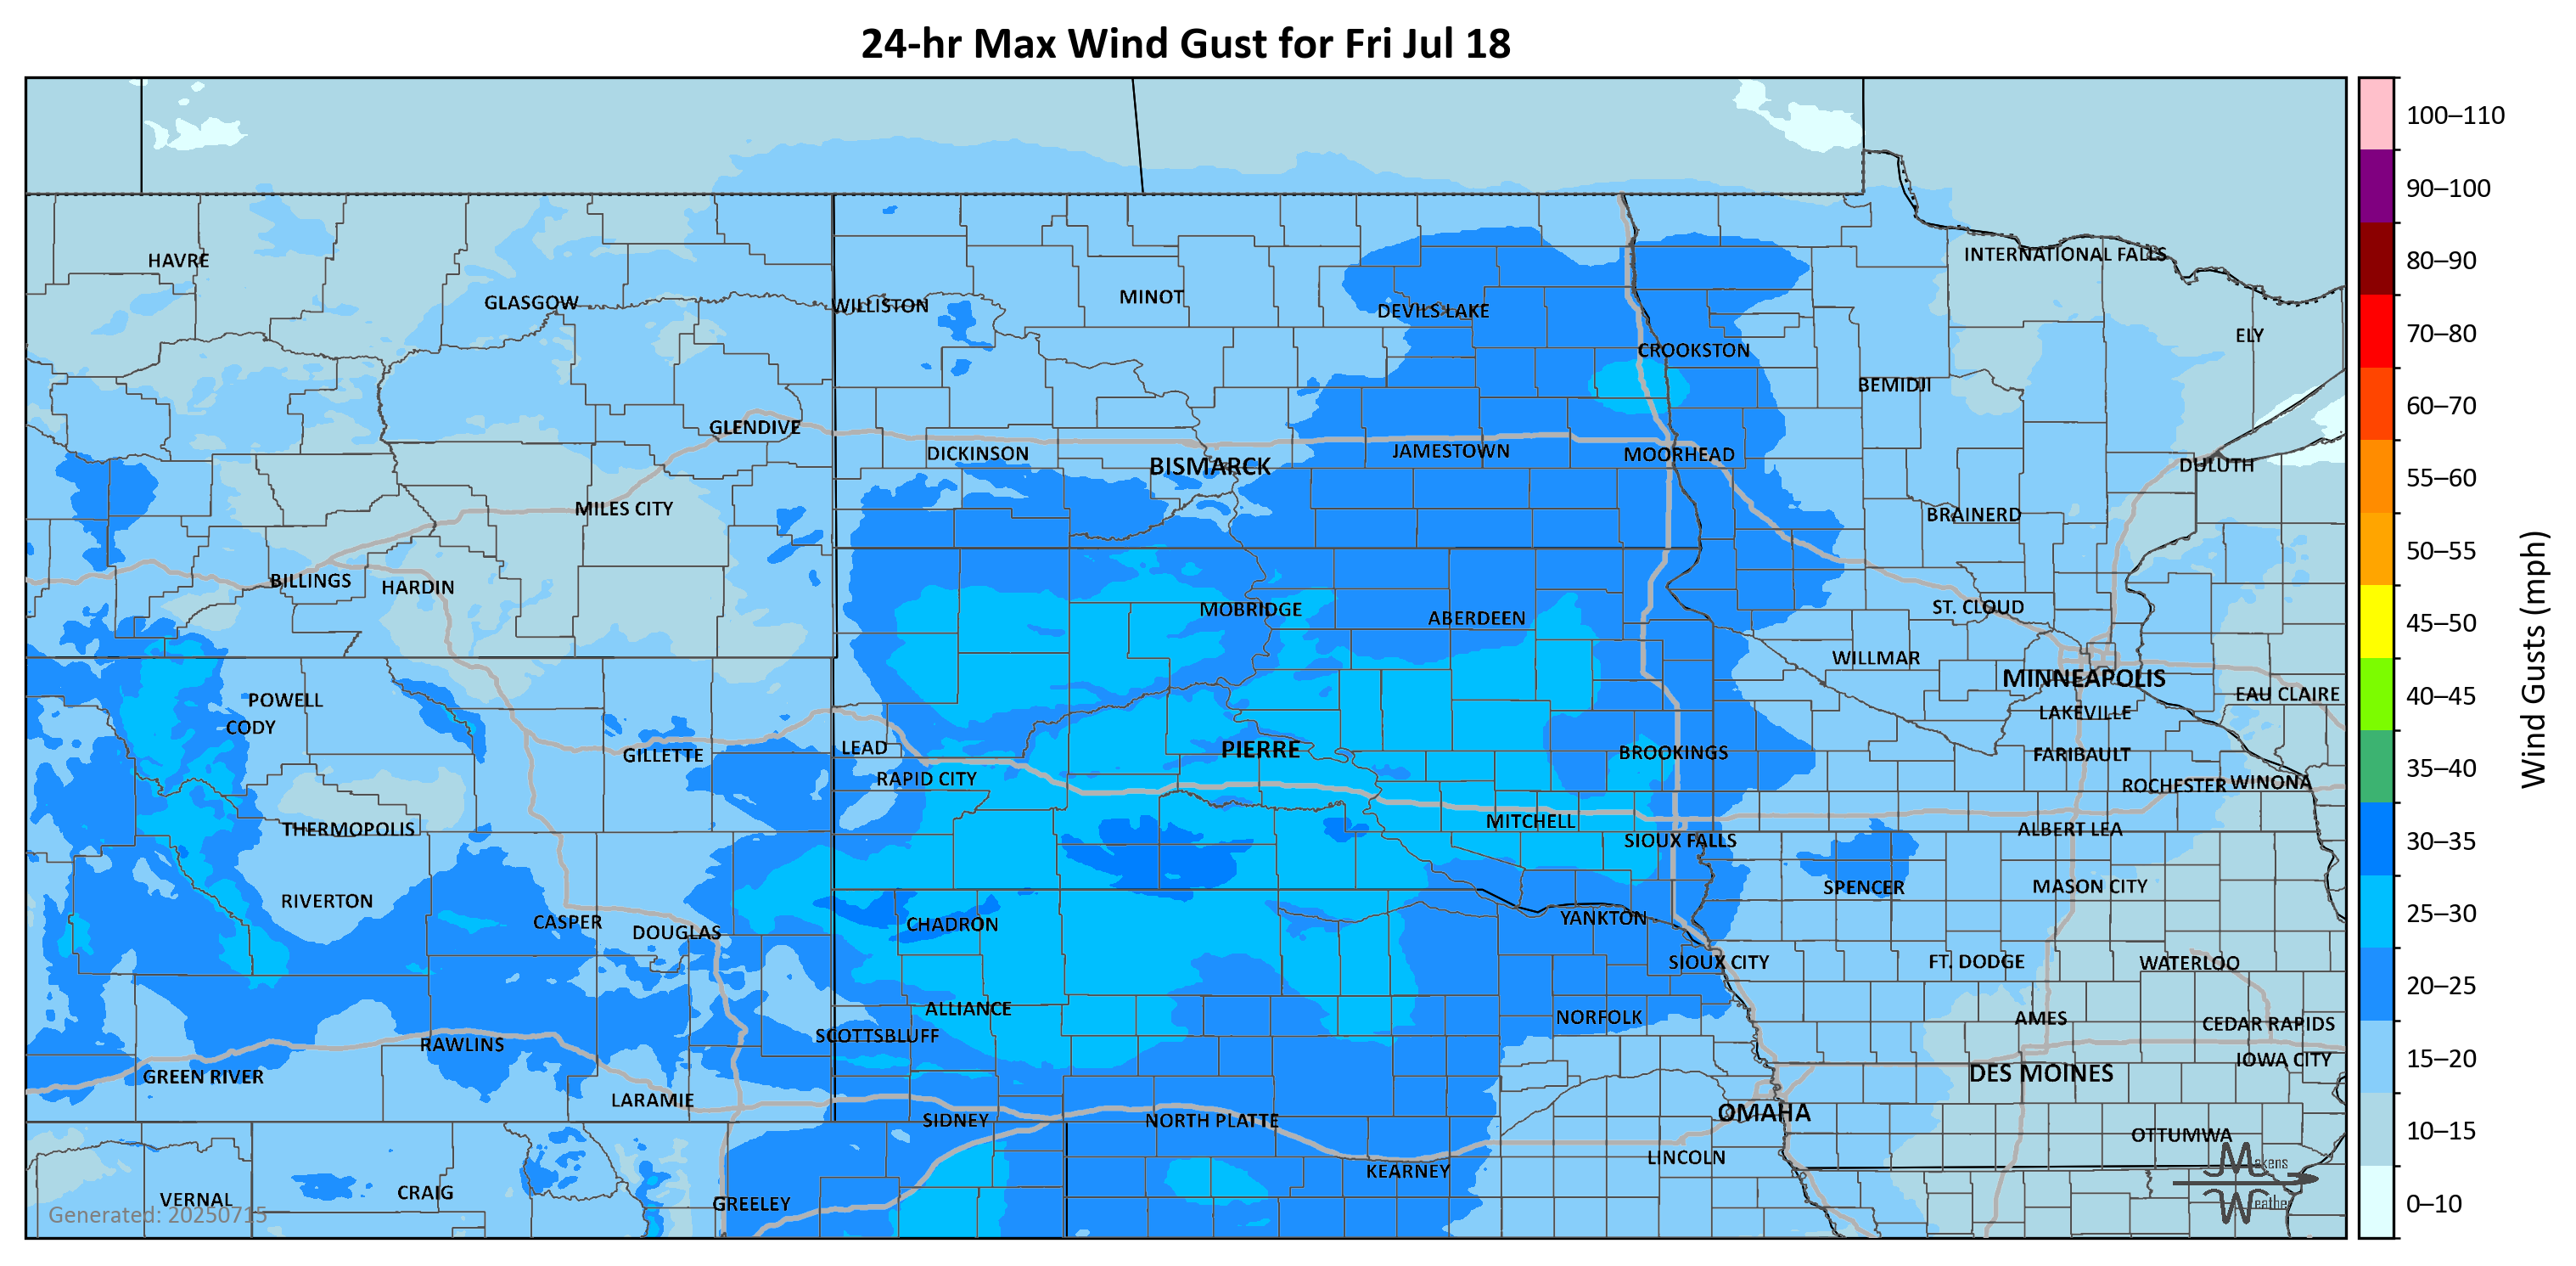 24-hr Max Wind Gust for Fri Jul 18
HAVRE
GLASGOW
WILLISTON
MINOT
DEVILS LAKE
CROOKSTON
INTERNATIONAL FALLS
ELY
BEMIDJI
GLENDIVE
DICKINSON
BISMARCK
JAMESTOWN
MOORHEAD
DULUTH
MILES CITY
BRAINERD
BILLINGS
HARDIN
MOBRIDGE
ABERDEEN
ST. CLOUD
WILLMAR
MINNEAPOLIS
EAU CLAIRE
POWELL
CODY
LAKEVILLE
GILLETTE
LEAD
PIERRE
BROOKINGS
FARIBAULT
RAPID CITY
ROCHESTER
WINONA
THERMOPOLIS
MITCHELL
SIOUX FALLS
ALBERT LEA
RIVERTON
SPENCER
MASON CITY
CASPER
DOUGLAS
CHADRON
YANKTON
SIOUX CITY
FT. DODGE
WATERLOO
ALLIANCE
NORFOLK
AMES
CEDAR RAPIDS
SCOTTSBLUFF
RAWLINS
IOWA CITY
GREEN RIVER
DES MOINES
LARAMIE
SIDNEY
NORTH PLATTE
OMAHA
OTTUMWA
KEARNEY
LINCOLN
VERNAL
CRAIG
GREELEY
Generated: 20250715
Makens
Weather
100–110
90–100
80–90
70–80
60–70
55–60
50–55
45–50
40–45
35–40
30–35
25–30
20–25
15–20
10–15
0–10
Wind Gusts (mph)